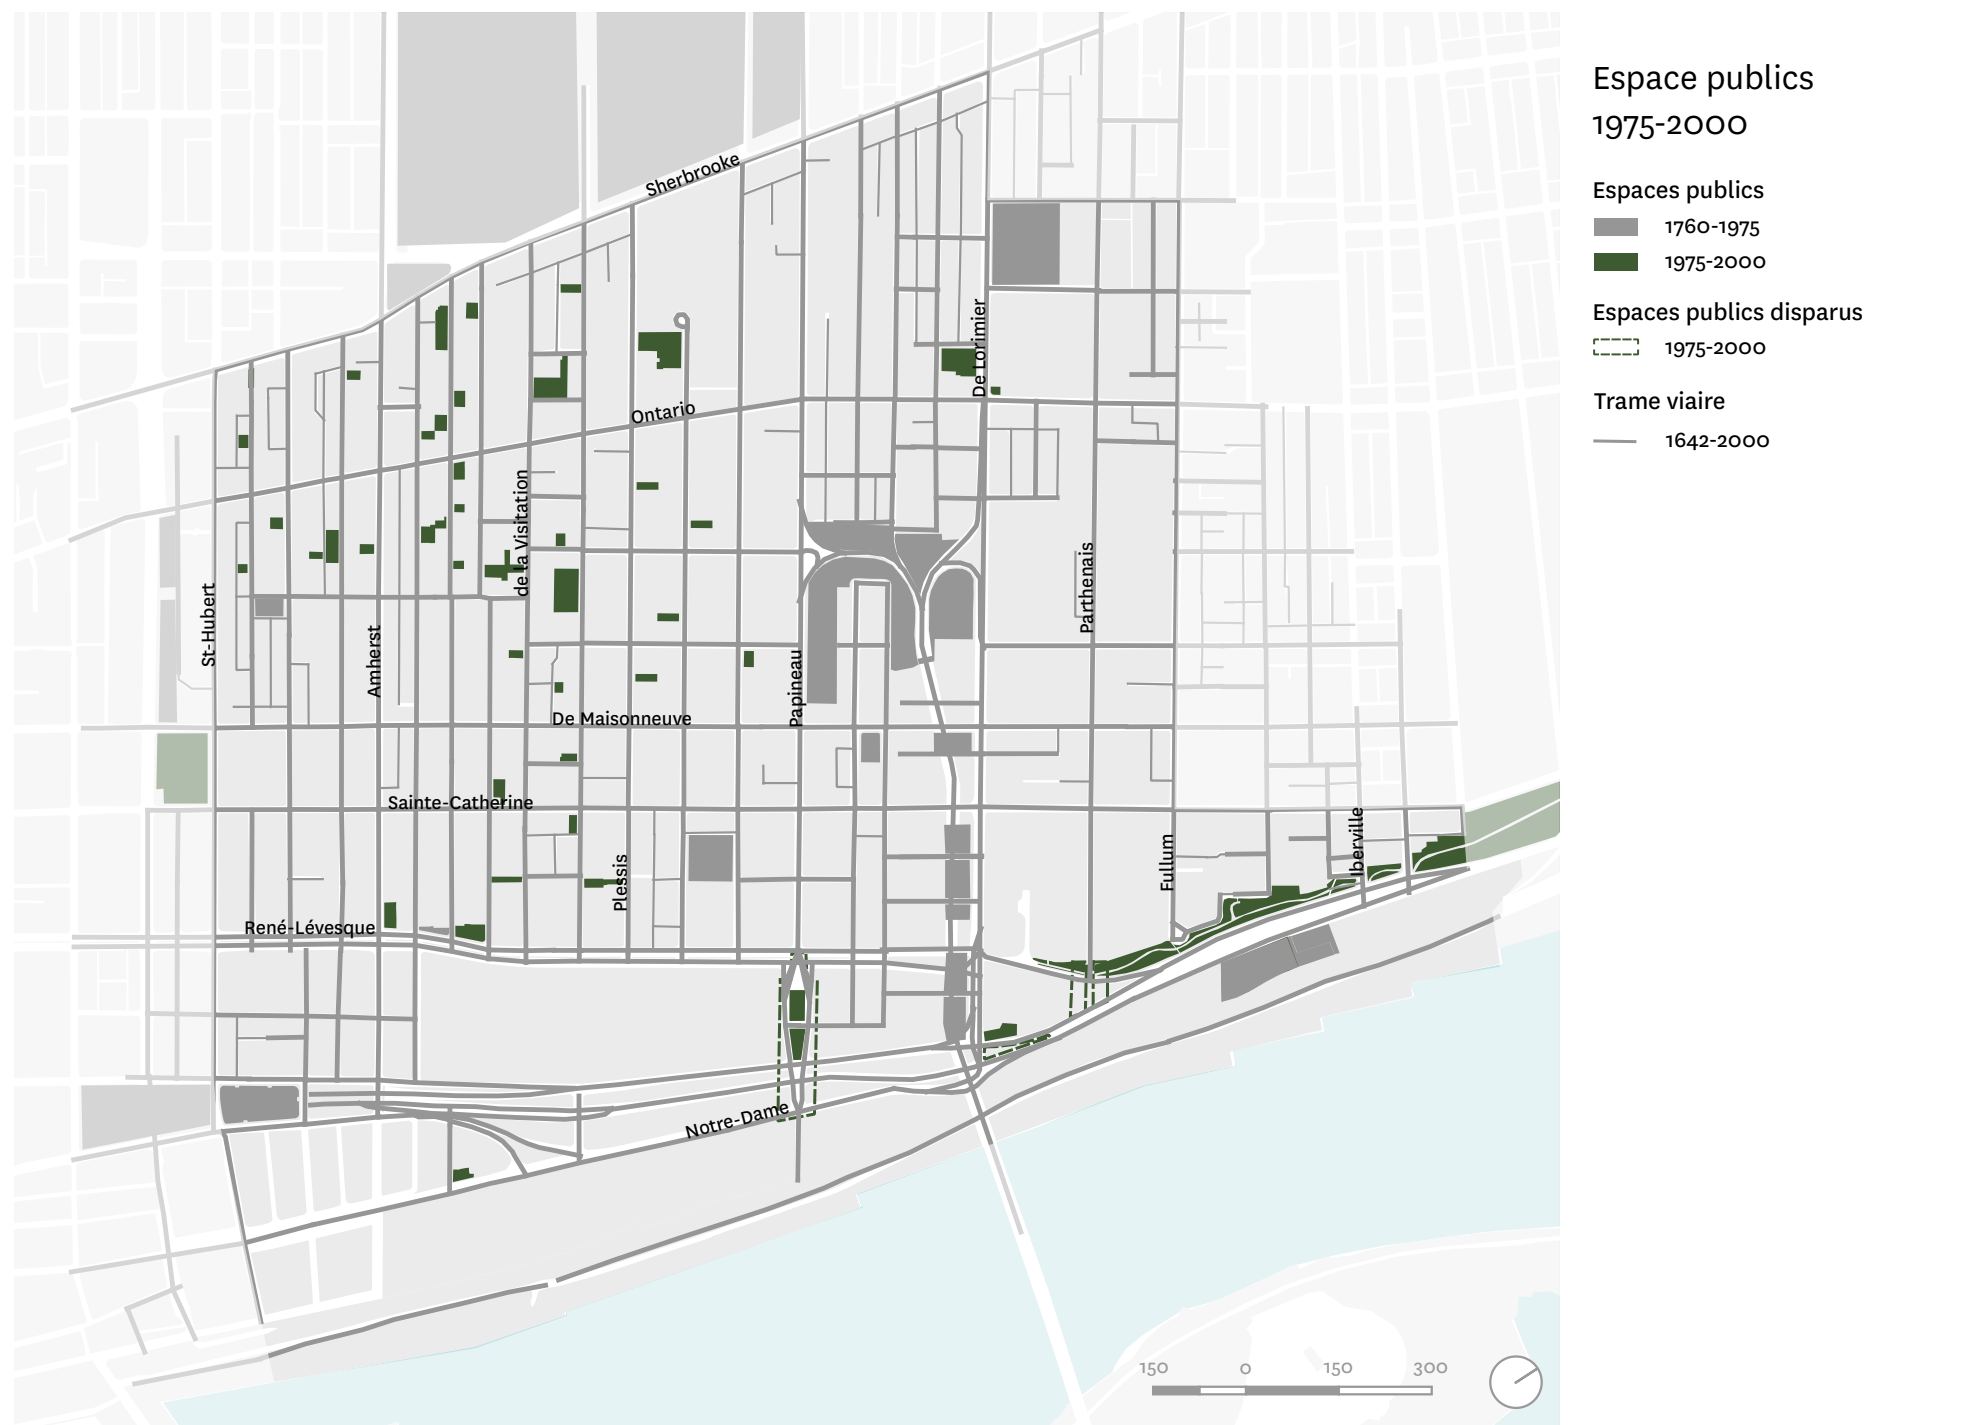 Espace publics
1975-2000
Espaces publics
1760-1975
1975-2000
Espaces publics disparus
1975-2000
Trame viaire
1642-2000
Sherbrooke
De Lorimier
Ontario
de la Visitation
St-Hubert
Amherst
Papineau
Parthenais
De Maisonneuve
Sainte-Catherine
Plessis
Fullum
Iberville
René-Lévesque
Notre-Dame
150 0 150 300